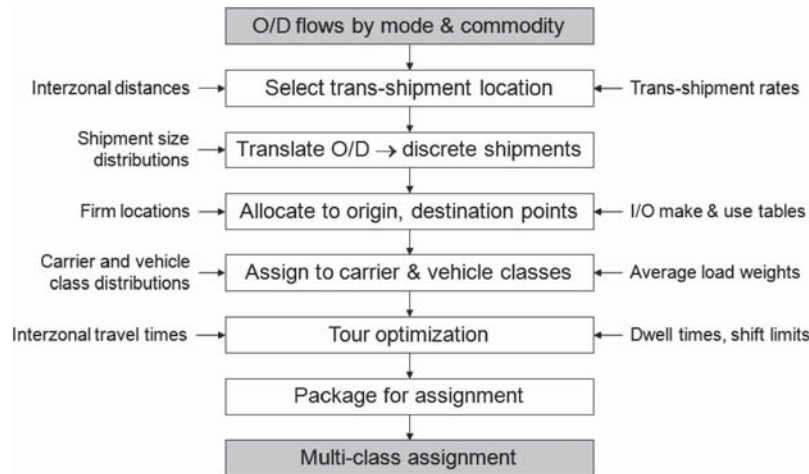 O/D flows by mode & commodity
Interzonal distances
Select trans-shipment location
Trans-shipment rates
Shipment size
distributions
Translate O/D → discrete shipments
Firm locations
Allocate to origin, destination points
I/O make & use tables
Carrier and vehicle
class distributions
Assign to carrier & vehicle classes
Average load weights
Interzonal travel times
Tour optimization
Dwell times, shift limits
Package for assignment
Multi-class assignment